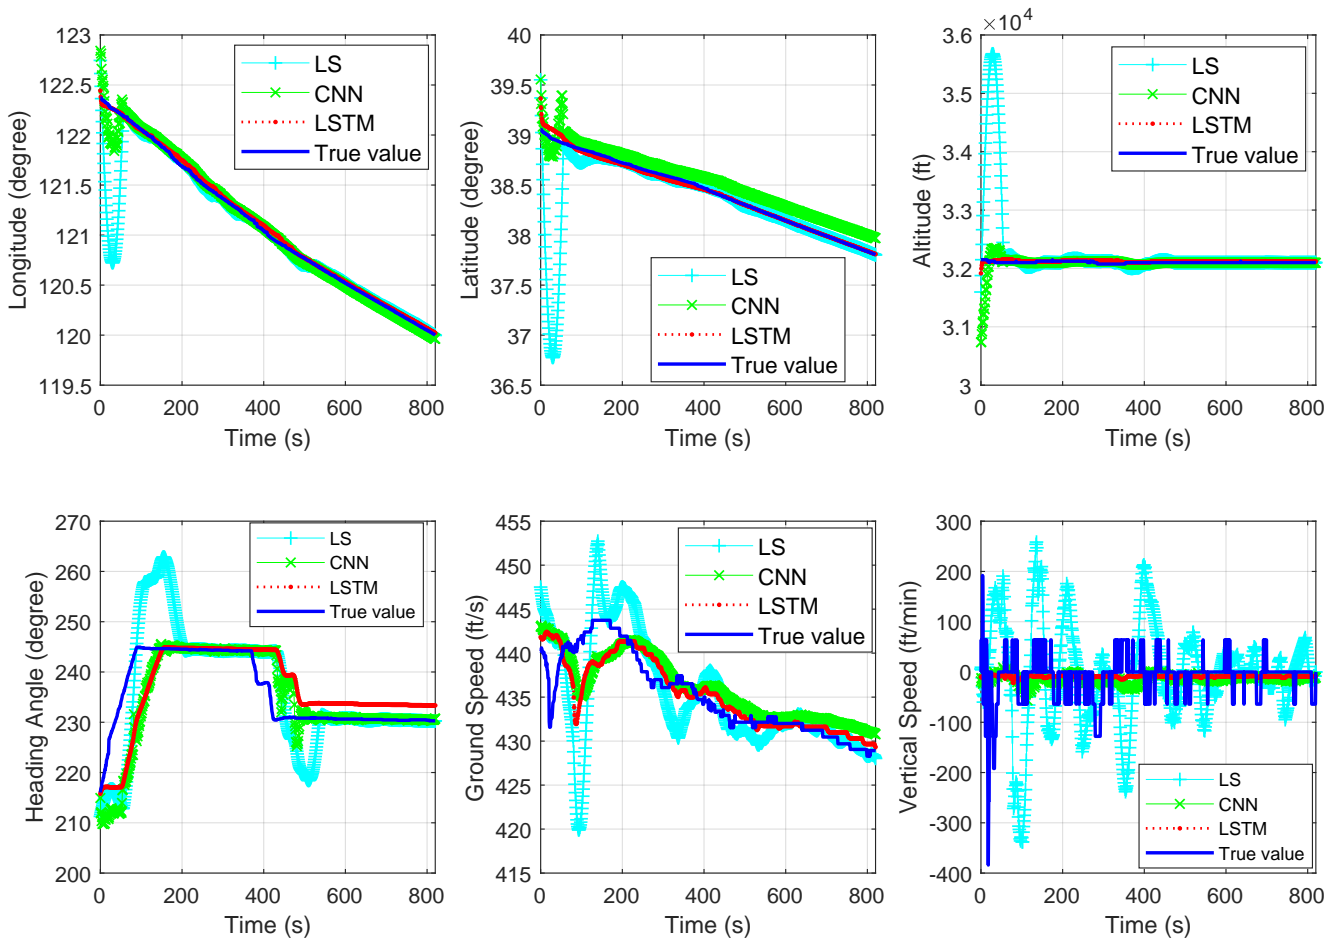 123
122.5
122
121.5
121
120.5
120
119.5
0 200 400 600 800
Time (s)
Longitude (degree)
LS
CNN
LSTM
True value
40
39.5
39
38.5
38
37.5
37
36.5
0 200 400 600 800
Time (s)
Latitude (degree)
LS
CNN
LSTM
True value
×10⁴
3.6
3.5
3.4
3.3
3.2
3.1
3
0 200 400 600 800
Time (s)
Altitude (ft)
LS
CNN
LSTM
True value
270
260
250
240
230
220
210
200
0 200 400 600 800
Time (s)
Heading Angle (degree)
LS
CNN
LSTM
True value
455
450
445
440
435
430
425
420
415
0 200 400 600 800
Time (s)
Ground Speed (ft/s)
LS
CNN
LSTM
True value
300
200
100
0
-100
-200
-300
-400
0 200 400 600 800
Time (s)
Vertical Speed (ft/min)
LS
CNN
LSTM
True value